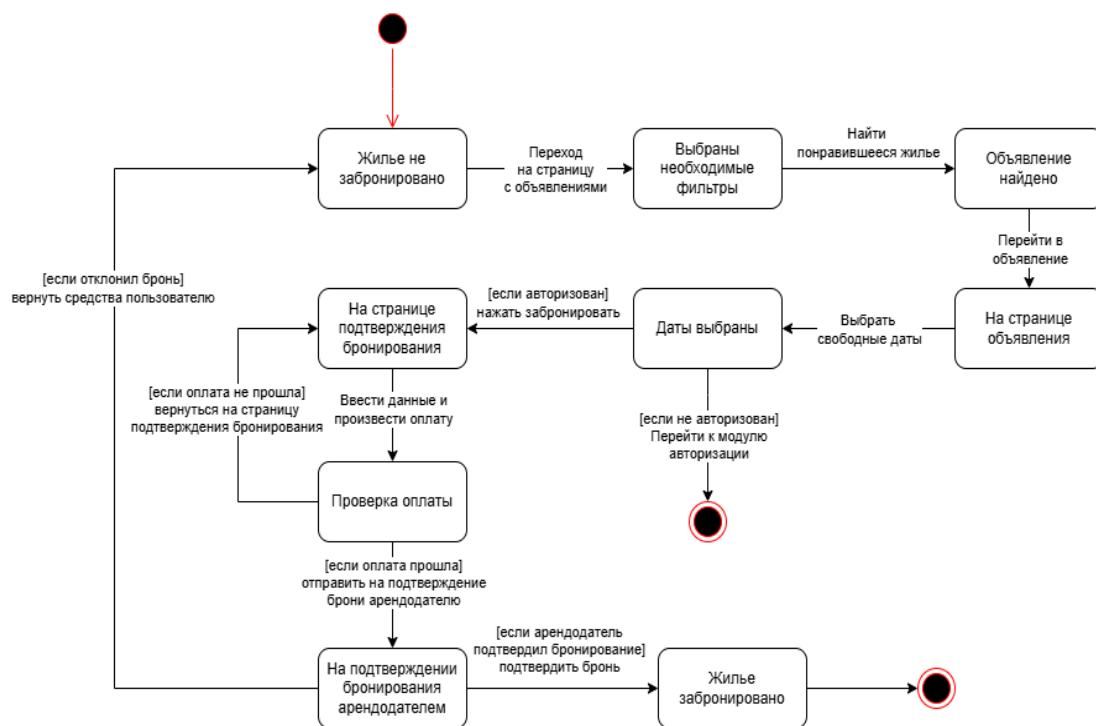 Жилье не
забронировано
Переход
на страницу
с объявлениями
Выбраны
необходимые
фильтры
Найти
понравившееся жилье
Объявление
найдено
Перейти в
объявление
На странице
объявления
Выбрать
свободные даты
Даты выбраны
[если авторизован]
нажать забронировать
[если не авторизован]
Перейти к модулю
авторизации
На странице
подтверждения
бронирования
Ввести данные и
произвести оплату
[если оплата не прошла]
вернуться на страницу
подтверждения бронирования
Проверка оплаты
[если оплата прошла]
отправить на подтверждение
брони арендодателю
На подтверждении
бронирования
арендодателем
[если отклонил бронь]
вернуть средства пользователю
[если арендодатель
подтвердил бронирование]
подтвердить бронь
Жилье
забронировано